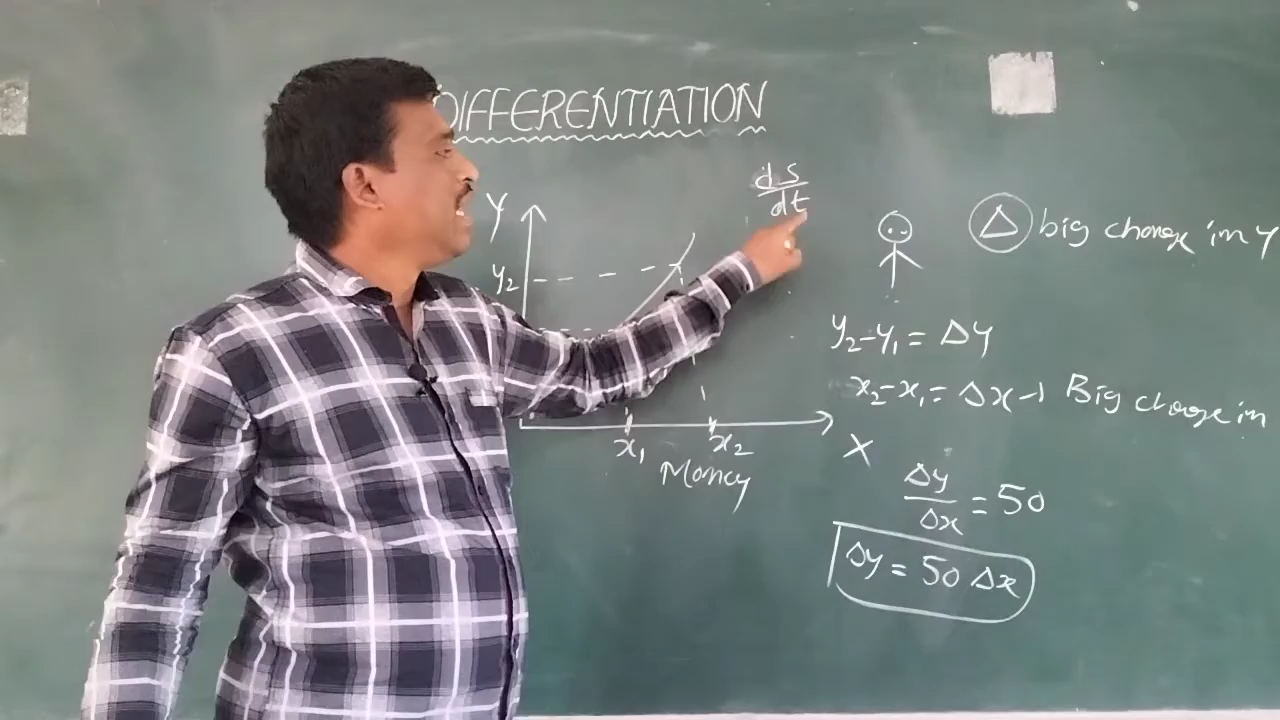 DIFFERENTIATION
dS
dt
Y
y₂
x₁
x₂
Money
X
Δ big change in y
y₂-y₁ = Δy
x₂-x₁ = Δx → Big change in
Δy
Δx
= 50
Δy = 50 Δx